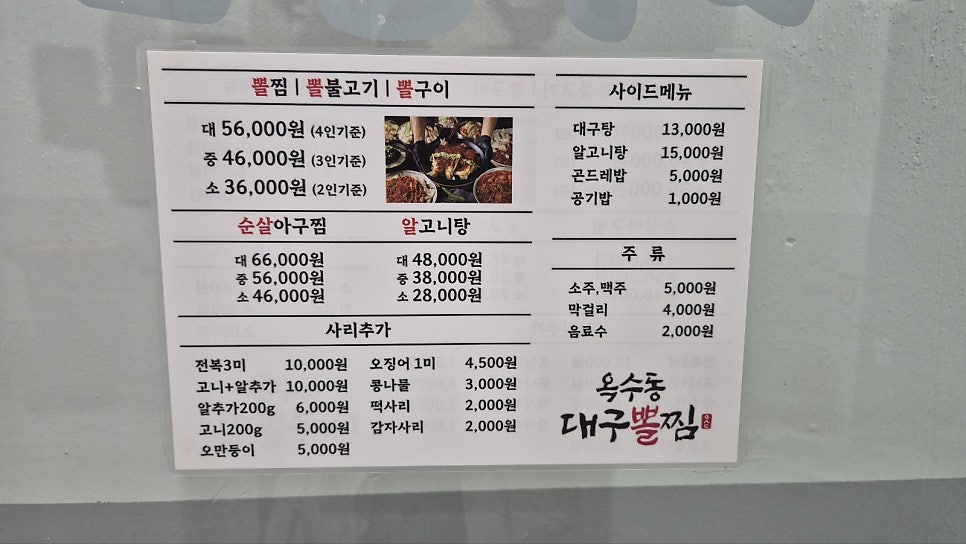 뽈찜 | 뽈불고기 | 뽈구이
대 56,000원 (4인기준)
중 46,000원 (3인기준)
소 36,000원 (2인기준)
순살아구찜
대 66,000원
중 56,000원
소 46,000원
알고니탕
대 48,000원
중 38,000원
소 28,000원
사리추가
전복3미 10,000원
고니+알추가 10,000원
알추가200g 6,000원
고니200g 5,000원
오만둥이 5,000원
오징어 1미 4,500원
콩나물 3,000원
떡사리 2,000원
감자사리 2,000원
사이드메뉴
대구탕 13,000원
알고니탕 15,000원
곤드레밥 5,000원
공기밥 1,000원
주 류
소주,맥주 5,000원
막걸리 4,000원
음료수 2,000원
옥수동
대구뽈찜